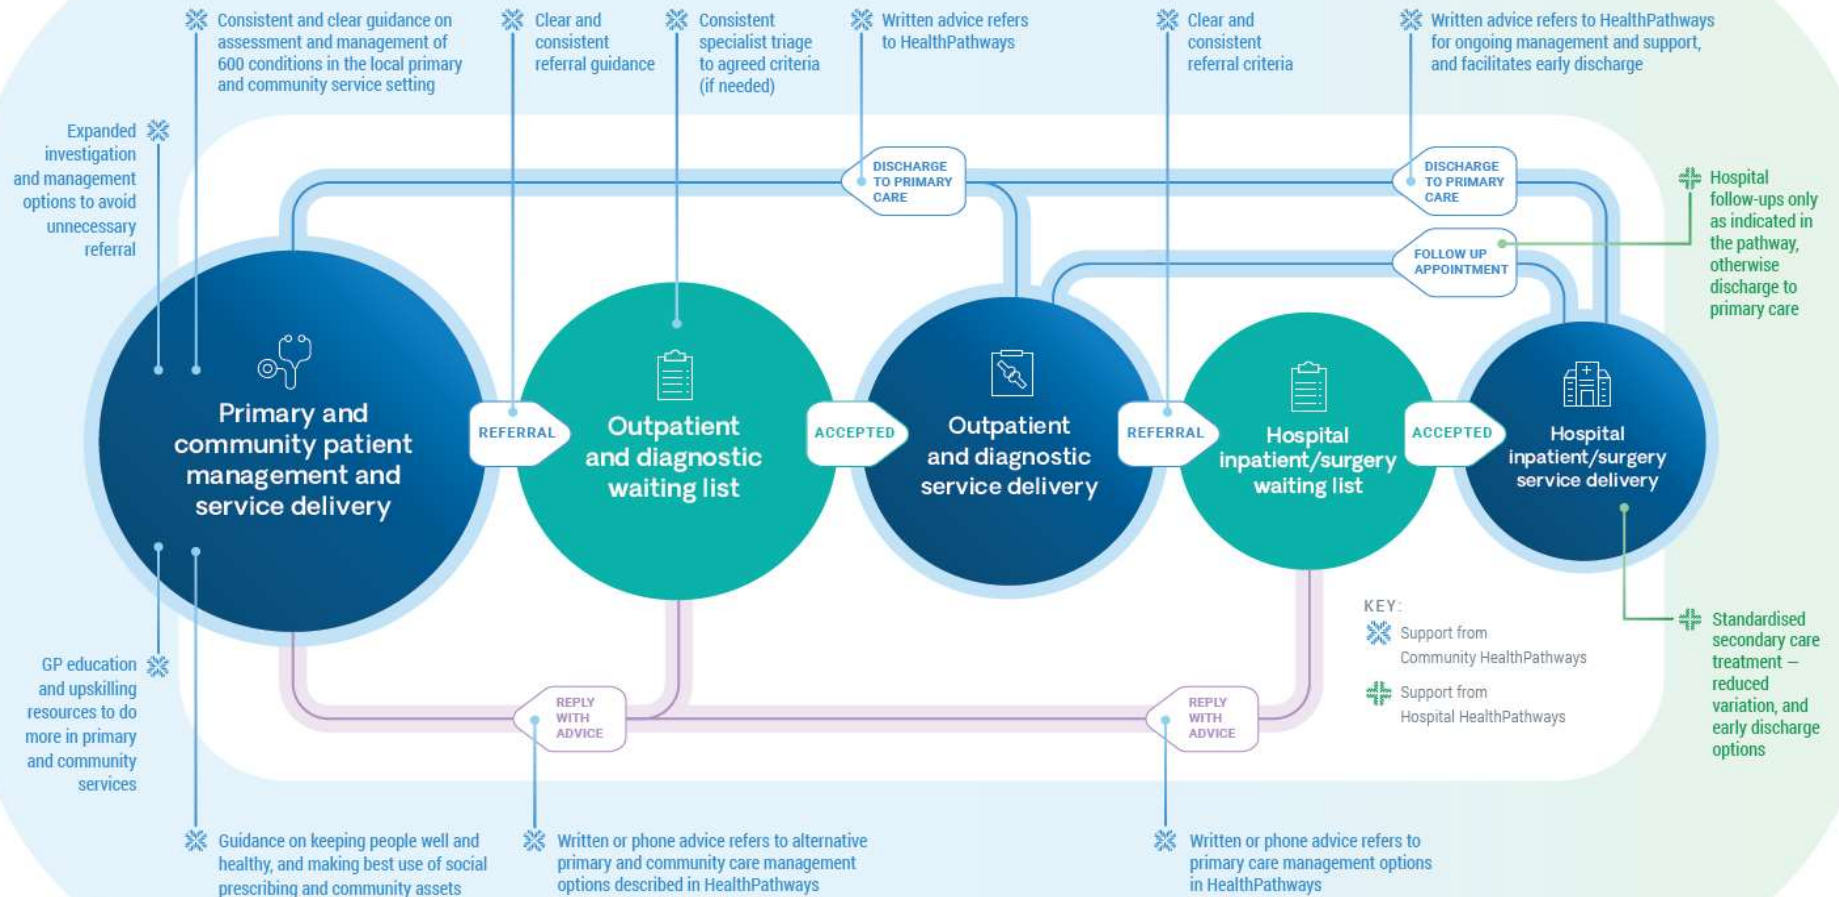 Consistent and clear guidance on
assessment and management of
600 conditions in the local primary
and community service setting
Clear and
consistent
referral guidance
Consistent
specialist triage
to agreed criteria
(if needed)
Written advice refers
to HealthPathways
Clear and
consistent
referral criteria
Written advice refers to HealthPathways
for ongoing management and support,
and facilitates early discharge
Expanded
investigation
and management
options to avoid
unnecessary
referral
DISCHARGE
TO PRIMARY
CARE
DISCHARGE
TO PRIMARY
CARE
FOLLOW UP
APPOINTMENT
Hospital
follow-ups only
as indicated in
the pathway,
otherwise
discharge to
primary care
Primary and
community patient
management and
service delivery
REFERRAL
Outpatient
and diagnostic
waiting list
ACCEPTED
Outpatient
and diagnostic
service delivery
REFERRAL
Hospital
inpatient/surgery
waiting list
ACCEPTED
Hospital
inpatient/surgery
service delivery
GP education
and upskilling
resources to do
more in primary
and community
services
REPLY
WITH
ADVICE
REPLY
WITH
ADVICE
KEY:
Support from
Community HealthPathways
Support from
Hospital HealthPathways
Standardised
secondary care
treatment –
reduced
variation, and
early discharge
options
Guidance on keeping people well and
healthy, and making best use of social
prescribing and community assets
Written or phone advice refers to alternative
primary and community care management
options described in HealthPathways
Written or phone advice refers to
primary care management options
in HealthPathways